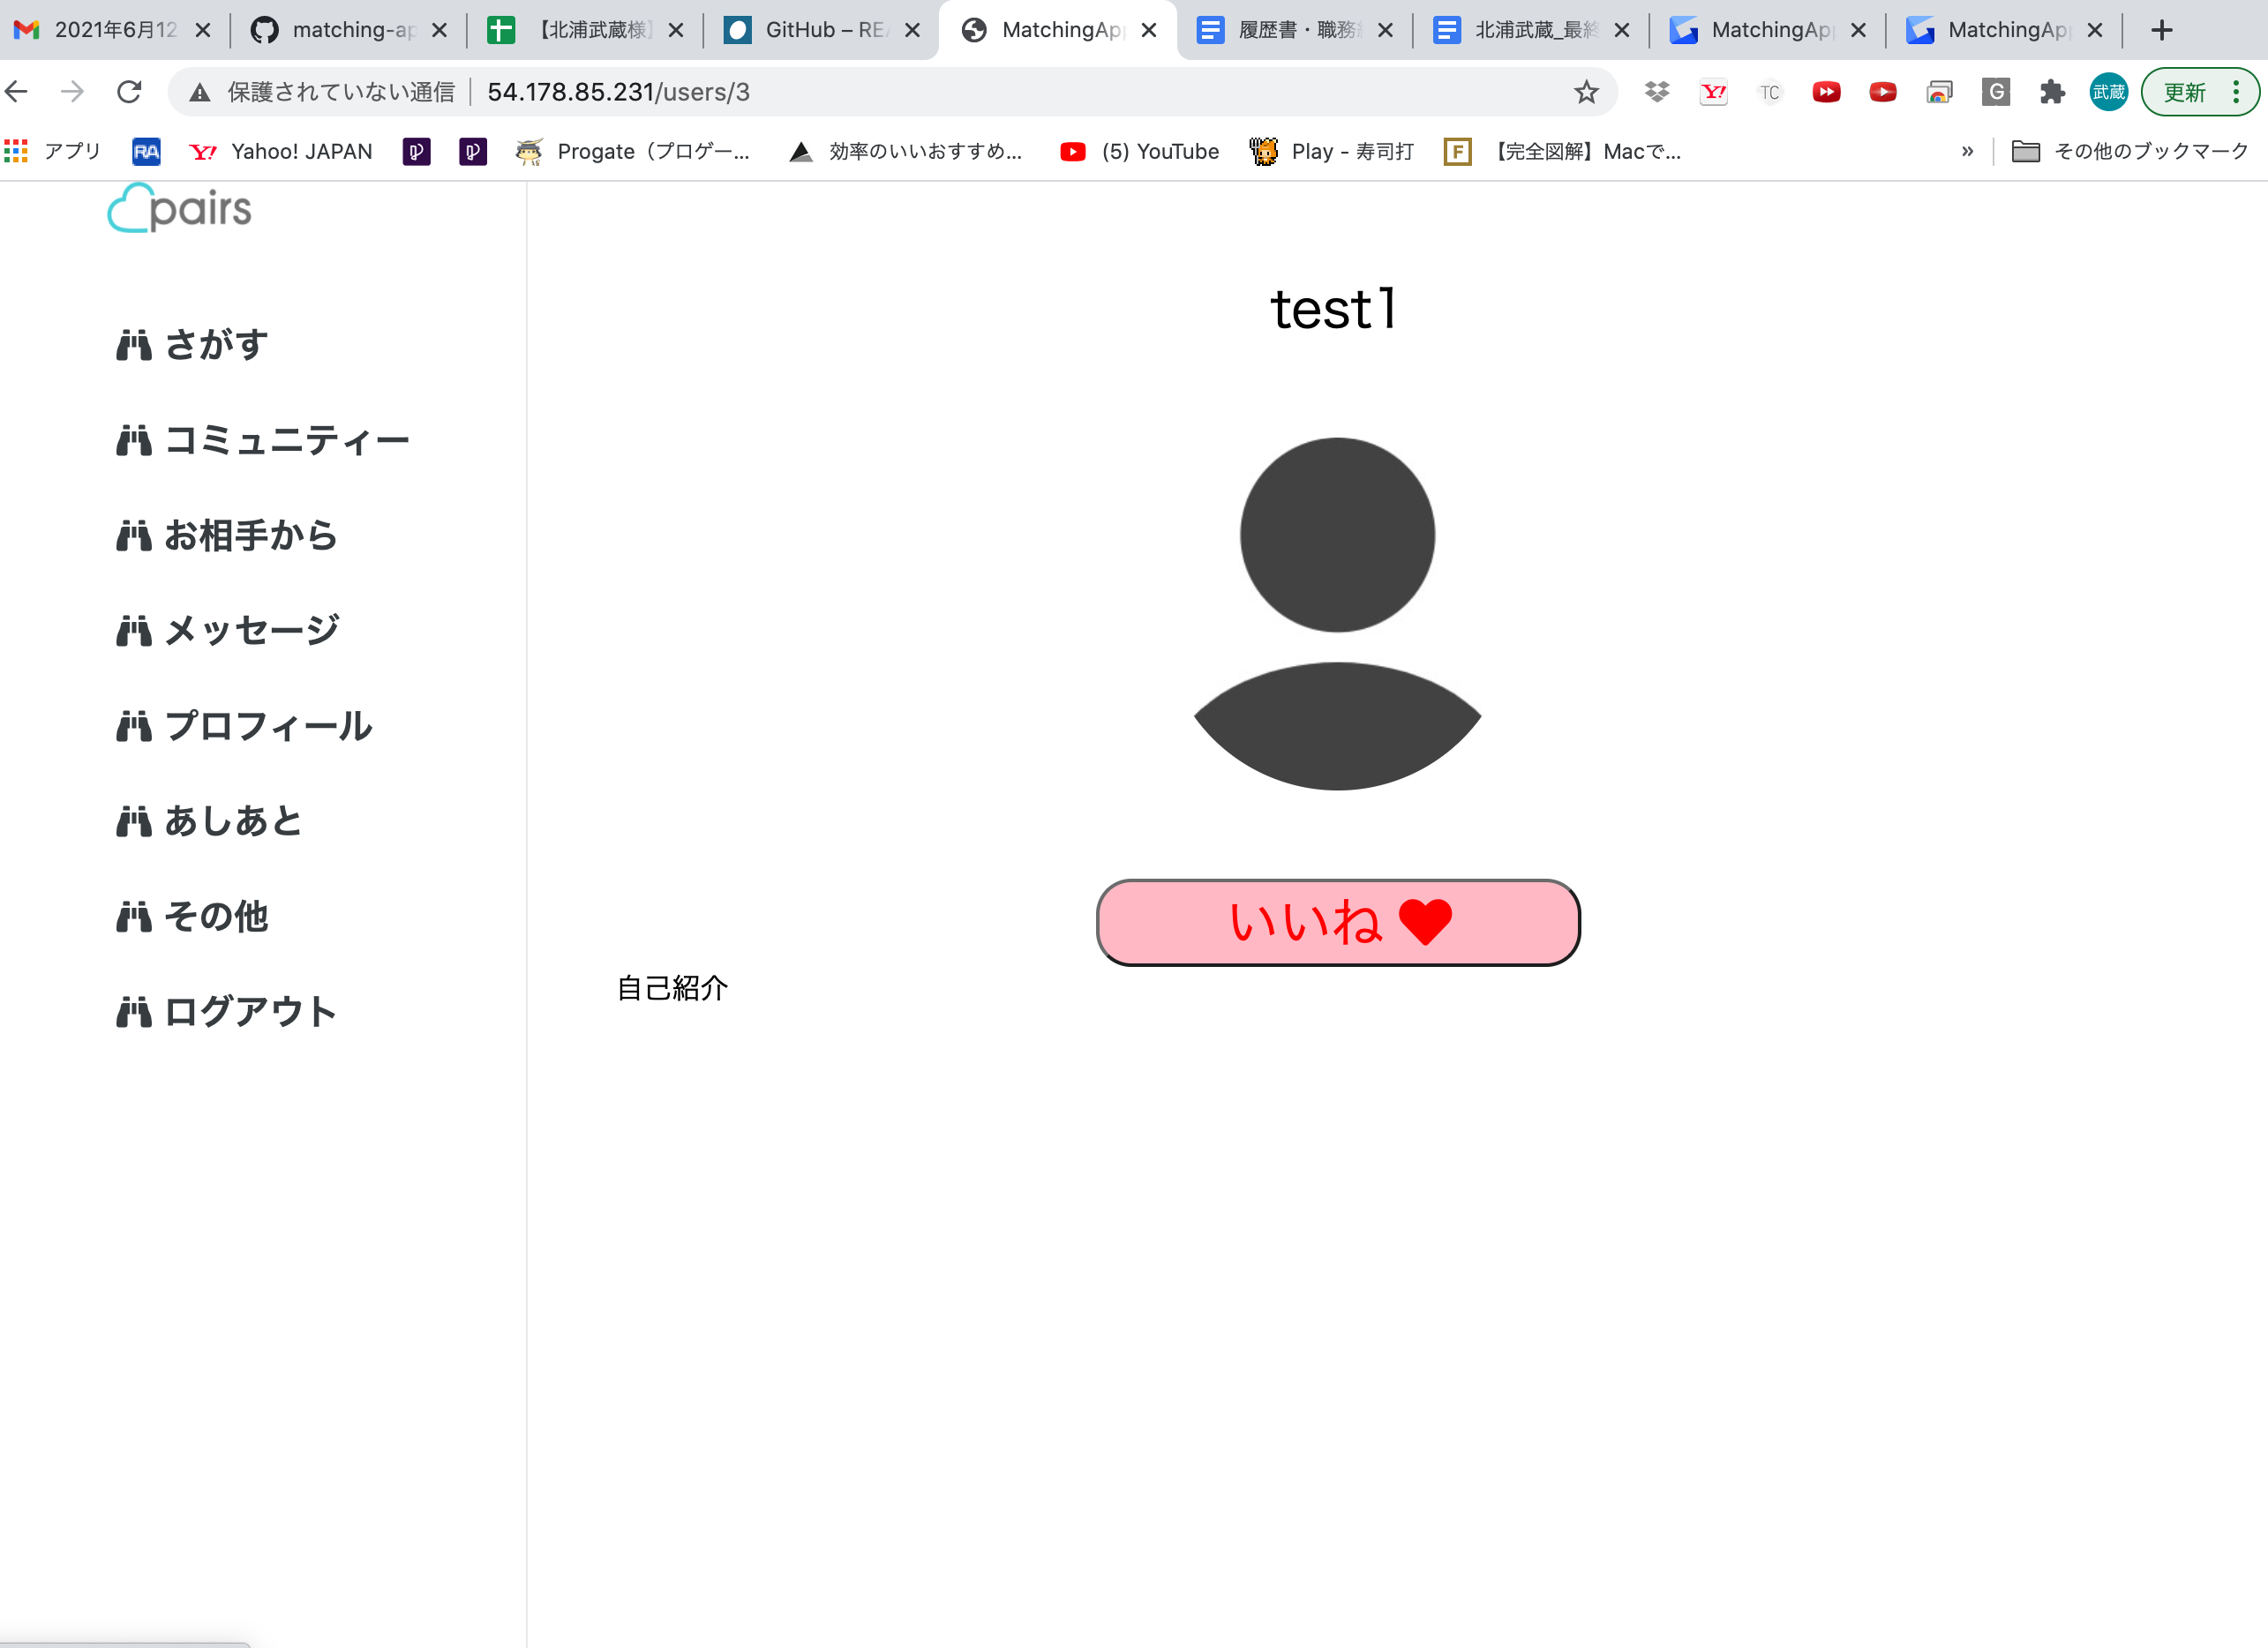 2021年6月12
matching-ap
【北浦武蔵様】
GitHub – REA
MatchingApp
履歴書・職務
北浦武蔵_最終
MatchingApp
MatchingApp
保護されていない通信
54.178.85.231/users/3
TC
G
武蔵
更新
アプリ
RA
Yahoo! JAPAN
Progate（プロゲー...
効率のいいおすすめ...
(5) YouTube
Play - 寿司打
F
【完全図解】Macで...
»
その他のブックマーク
pairs
さがす
コミュニティー
お相手から
メッセージ
プロフィール
あしあと
その他
ログアウト
test1
いいね
自己紹介